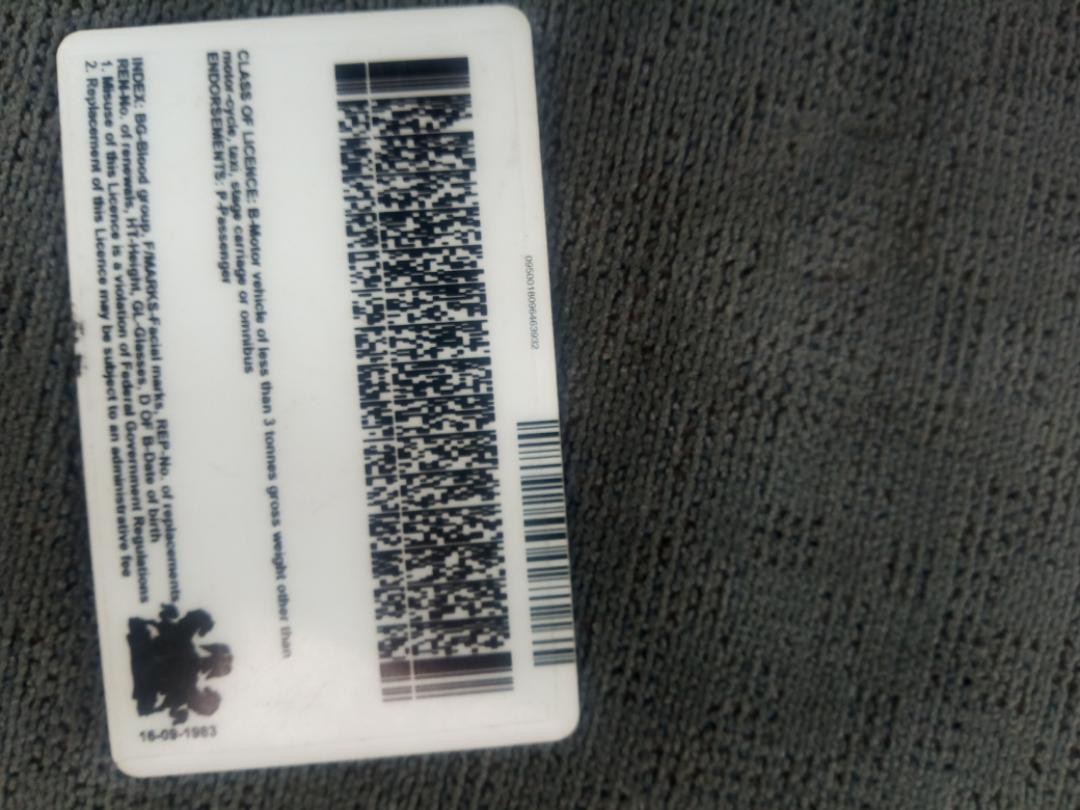 0950018096463932
CLASS OF LICENCE: B-Motor vehicle of less than 3 tonnes gross weight other than
motor-cycle, taxi, stage carriage or omnibus
ENDORSEMENTS: P-Passenger
INDEX: BG-Blood group, F/MARKS-Facial marks, REP-No. of replacements
REN-No. of renewals, HT-Height, GL-Glasses, D OF B-Date of birth
1. Misuse of this Licence is a violation of Federal Government Regulations
2. Replacement of this Licence may be subject to an administrative fee
16-09-1983